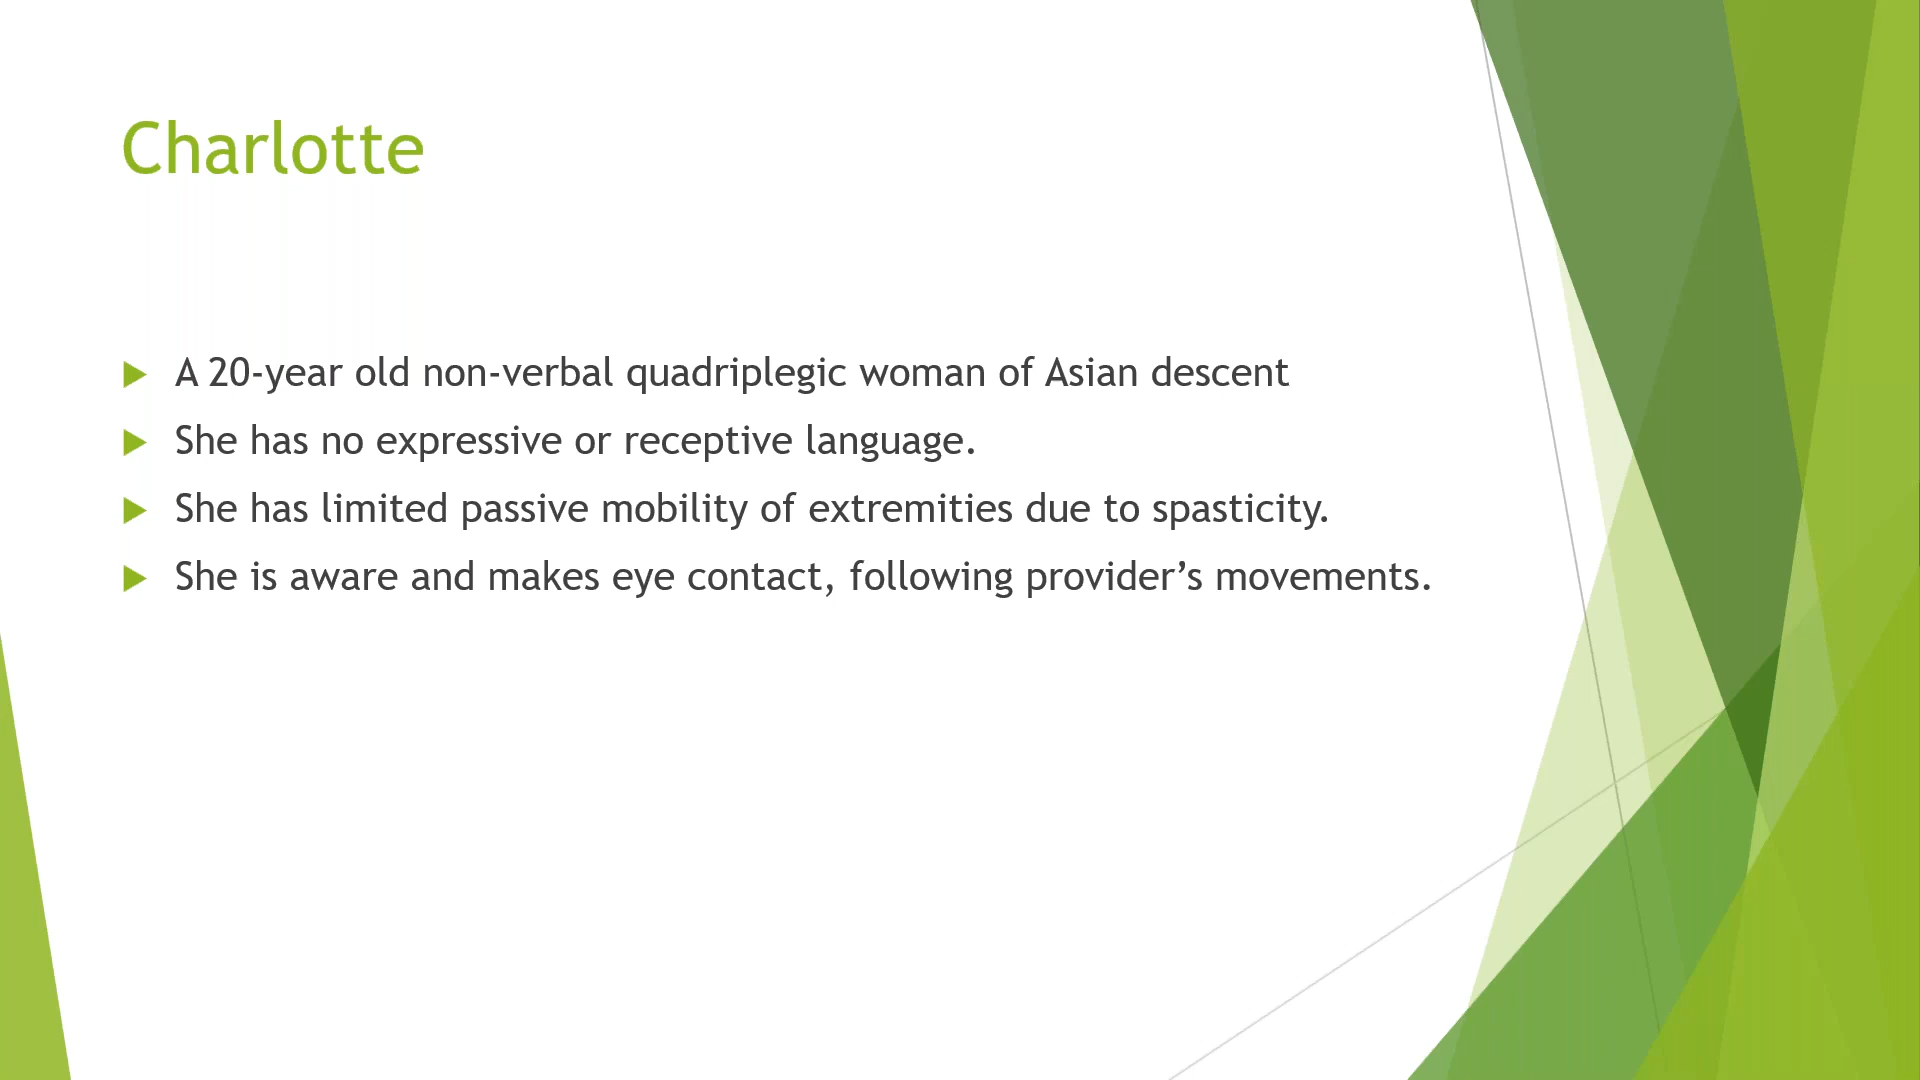 Charlotte
A 20-year old non-verbal quadriplegic woman of Asian descent
She has no expressive or receptive language.
She has limited passive mobility of extremities due to spasticity.
She is aware and makes eye contact, following provider’s movements.